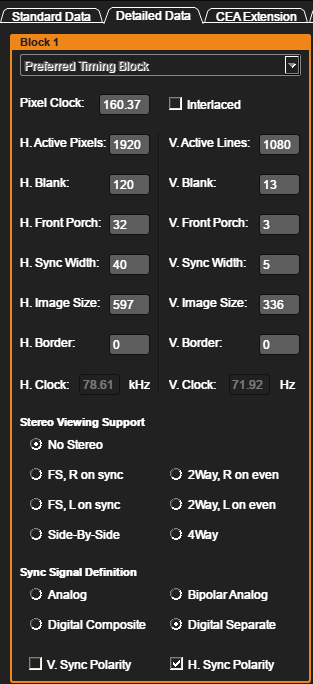 Standard Data Detailed Data CEA Extension
Block 1
Preferred Timing Block
Pixel Clock: 160.37 Interlaced
H. Active Pixels: 1920 V. Active Lines: 1080
H. Blank: 120 V. Blank: 13
H. Front Porch: 32 V. Front Porch: 3
H. Sync Width: 40 V. Sync Width: 5
H. Image Size: 597 V. Image Size: 336
H. Border: 0 V. Border: 0
H. Clock: 78.61 kHz V. Clock: 71.92 Hz
Stereo Viewing Support
No Stereo
FS, R on sync 2Way, R on even
FS, L on sync 2Way, L on even
Side-By-Side 4Way
Sync Signal Definition
Analog Bipolar Analog
Digital Composite Digital Separate
V. Sync Polarity H. Sync Polarity